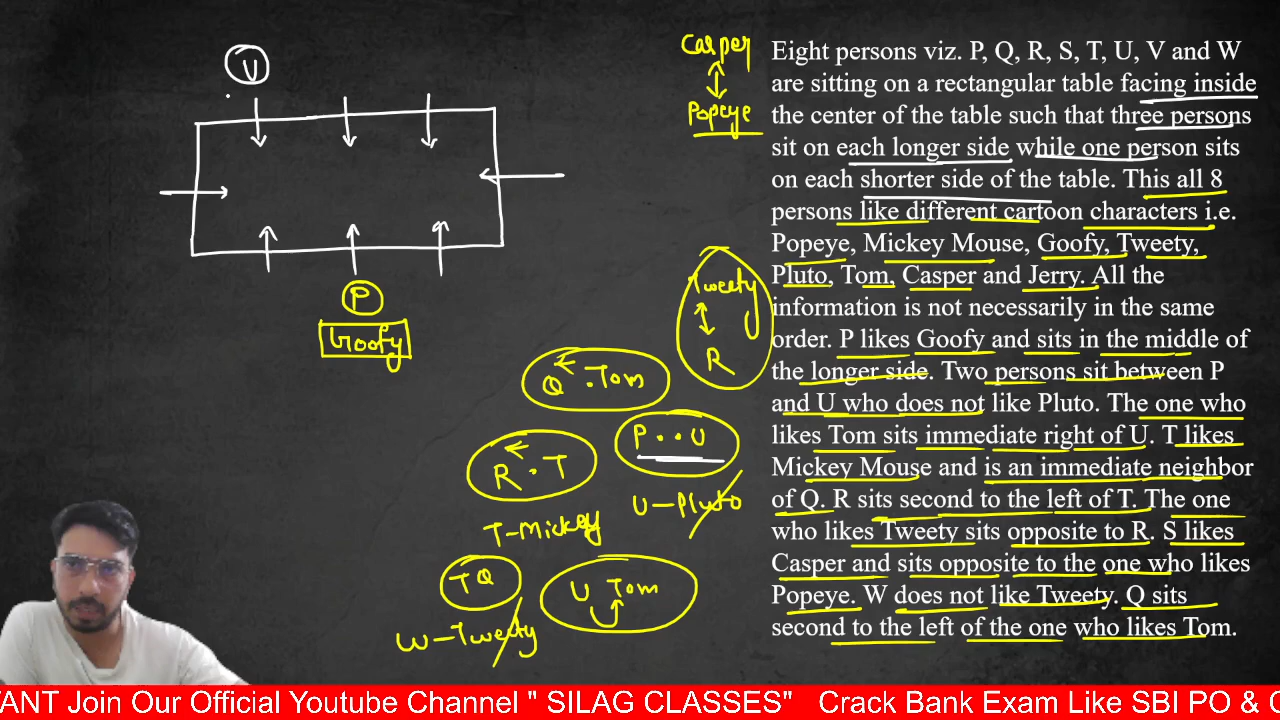 U
P
Goofy
Casper
Popeye
Tweety
R
Q . Tom
P . . U
U-Pluto
R . T
T-Mickey
T Q
U Tom
W-Tweety
Eight persons viz. P, Q, R, S, T, U, V and W
are sitting on a rectangular table facing inside
the center of the table such that three persons
sit on each longer side while one person sits
on each shorter side of the table. This all 8
persons like different cartoon characters i.e.
Popeye, Mickey Mouse, Goofy, Tweety,
Pluto, Tom, Casper and Jerry. All the
information is not necessarily in the same
order. P likes Goofy and sits in the middle of
the longer side. Two persons sit between P
and U who does not like Pluto. The one who
likes Tom sits immediate right of U. T likes
Mickey Mouse and is an immediate neighbor
of Q. R sits second to the left of T. The one
who likes Tweety sits opposite to R. S likes
Casper and sits opposite to the one who likes
Popeye. W does not like Tweety. Q sits
second to the left of the one who likes Tom.
TANT Join Our Official Youtube Channel " SILAG CLASSES" Crack Bank Exam Like SBI PO & C